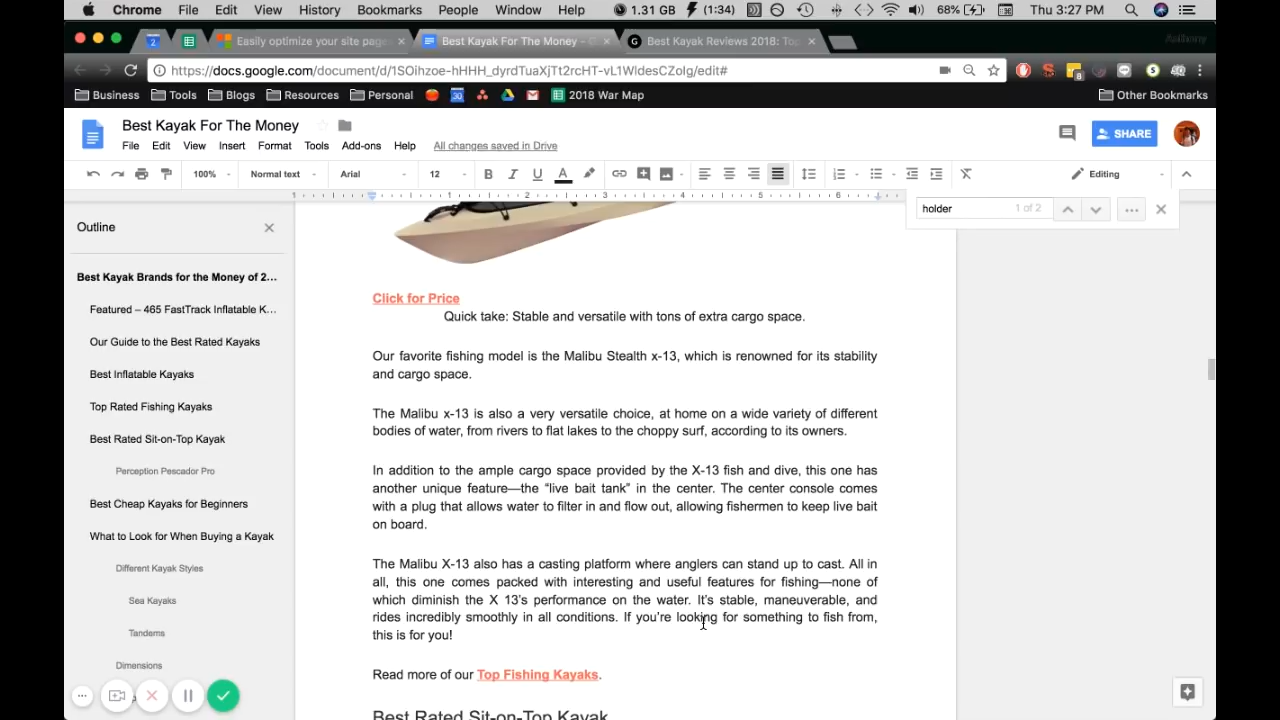 Chrome File Edit View History Bookmarks People Window Help 1.31 GB (1:34) 68% Thu 3:27 PM
2 Easily optimize your site page × Best Kayak For The Money - G × Best Kayak Reviews 2018: Top ×
https://docs.google.com/document/d/1SOihzoe-hHHH_dyrdTuaXjTt2rcHT-vL1WldesCZoIg/edit#
Business Tools Blogs Resources Personal 2018 War Map Other Bookmarks
Best Kayak For The Money
SHARE
File Edit View Insert Format Tools Add-ons Help All changes saved in Drive
100% Normal text Arial 12 B I U A Editing
1 1 2 3 4 5 6
holder 1 of 2
Outline
Best Kayak Brands for the Money of 2...
Featured – 465 FastTrack Inflatable K...
Our Guide to the Best Rated Kayaks
Best Inflatable Kayaks
Top Rated Fishing Kayaks
Best Rated Sit-on-Top Kayak
Perception Pescador Pro
Best Cheap Kayaks for Beginners
What to Look for When Buying a Kayak
Different Kayak Styles
Sea Kayaks
Tandems
Dimensions
Click for Price
Quick take: Stable and versatile with tons of extra cargo space.
Our favorite fishing model is the Malibu Stealth x-13, which is renowned for its stability
and cargo space.
The Malibu x-13 is also a very versatile choice, at home on a wide variety of different
bodies of water, from rivers to flat lakes to the choppy surf, according to its owners.
In addition to the ample cargo space provided by the X-13 fish and dive, this one has
another unique feature—the “live bait tank” in the center. The center console comes
with a plug that allows water to filter in and flow out, allowing fishermen to keep live bait
on board.
The Malibu X-13 also has a casting platform where anglers can stand up to cast. All in
all, this one comes packed with interesting and useful features for fishing—none of
which diminish the X 13’s performance on the water. It’s stable, maneuverable, and
rides incredibly smoothly in all conditions. If you’re looking for something to fish from,
this is for you!
Read more of our Top Fishing Kayaks.
Best Rated Sit-on-Top Kayak